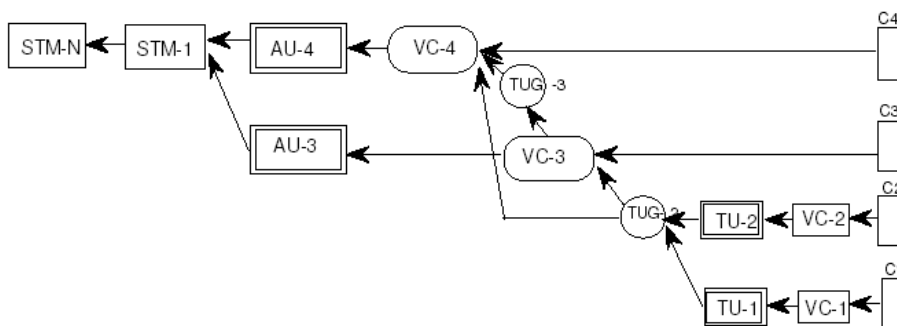 C4
STM-N
STM-1
AU-4
VC-4
TUG -3
C3
AU-3
VC-3
C2
TUG-2
TU-2
VC-2
TU-1
VC-1